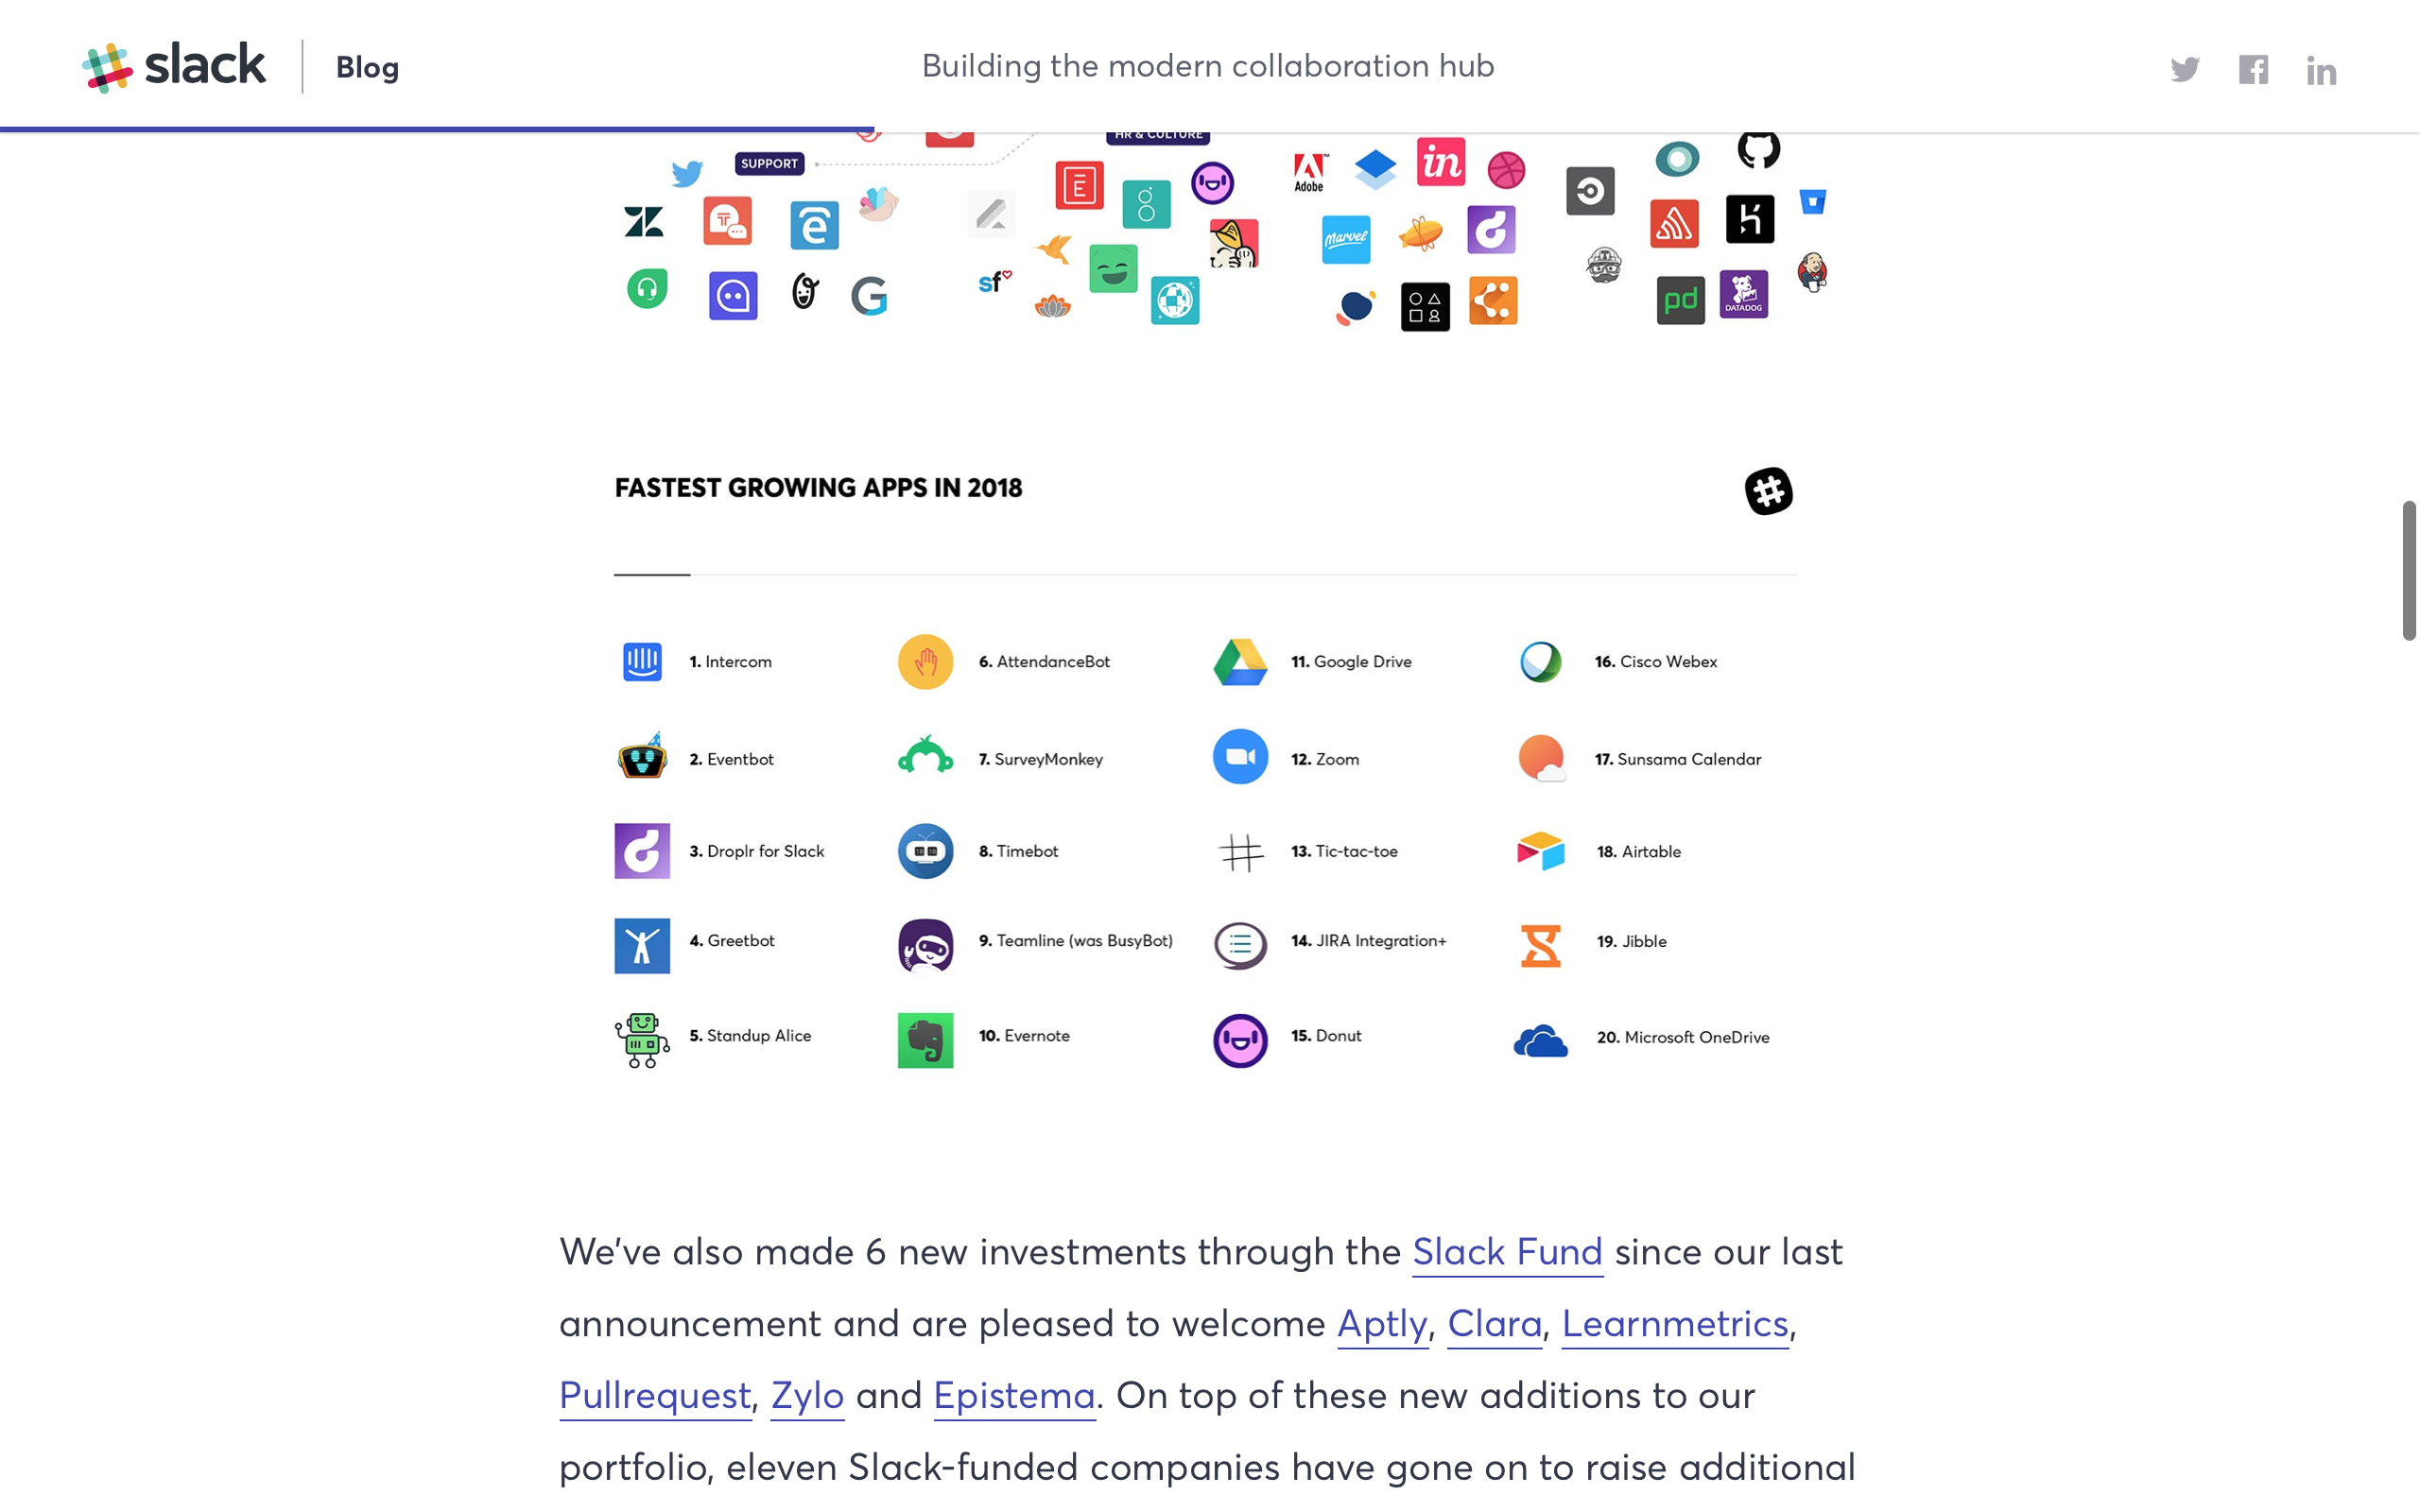 slack
Blog
Building the modern collaboration hub
HR & CULTURE
SUPPORT
Adobe
in
Marvel
sf
pd
DATADOG
FASTEST GROWING APPS IN 2018
1. Intercom
2. Eventbot
3. Droplr for Slack
4. Greetbot
5. Standup Alice
6. AttendanceBot
7. SurveyMonkey
8. Timebot
9. Teamline (was BusyBot)
10. Evernote
11. Google Drive
12. Zoom
13. Tic-tac-toe
14. JIRA Integration+
15. Donut
16. Cisco Webex
17. Sunsama Calendar
18. Airtable
19. Jibble
20. Microsoft OneDrive
We’ve also made 6 new investments through the Slack Fund since our last
announcement and are pleased to welcome Aptly, Clara, Learnmetrics,
Pullrequest, Zylo and Epistema. On top of these new additions to our
portfolio, eleven Slack-funded companies have gone on to raise additional